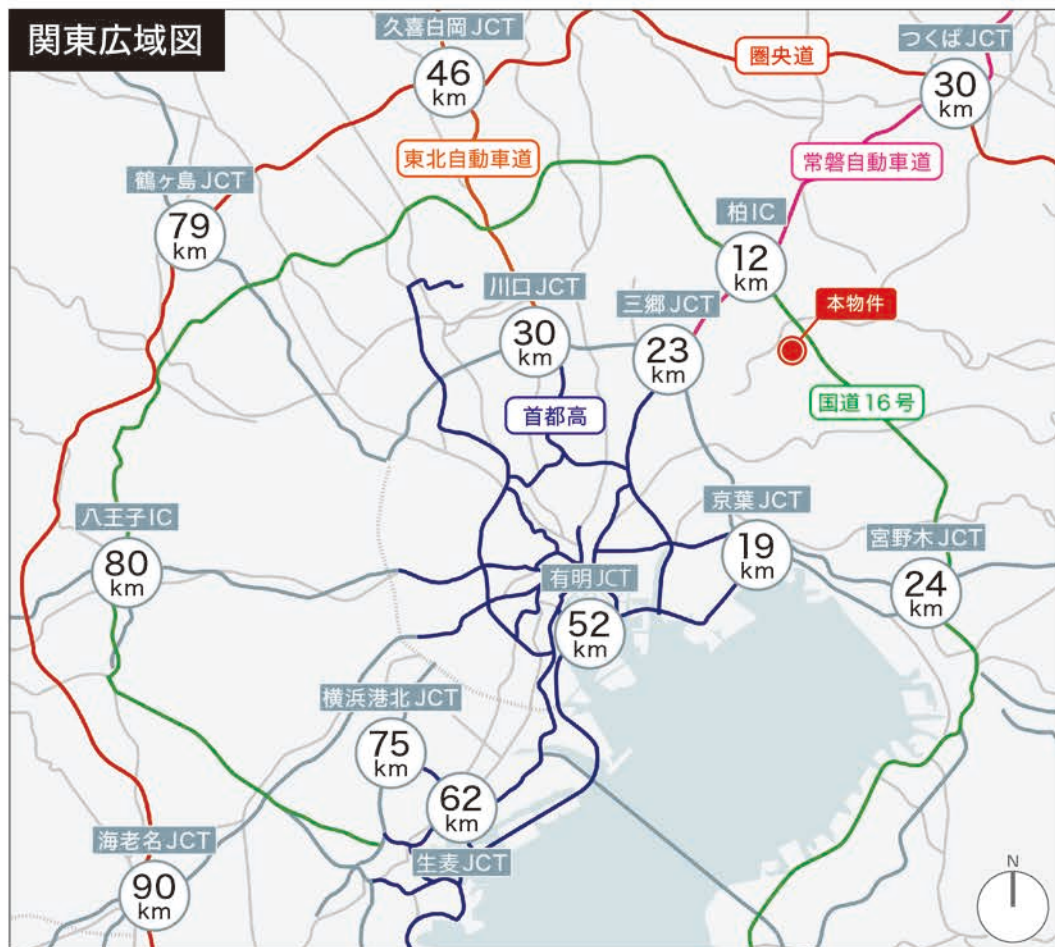 関東広域図
久喜白岡JCT
46
km
圏央道
つくばJCT
30
km
東北自動車道
常磐自動車道
鶴ヶ島JCT
79
km
柏IC
12
km
川口JCT
30
km
三郷JCT
23
km
本物件
首都高
国道16号
八王子IC
80
km
京葉JCT
19
km
宮野木JCT
24
km
有明JCT
52
km
横浜港北JCT
75
km
62
km
生麦JCT
海老名JCT
90
km
N